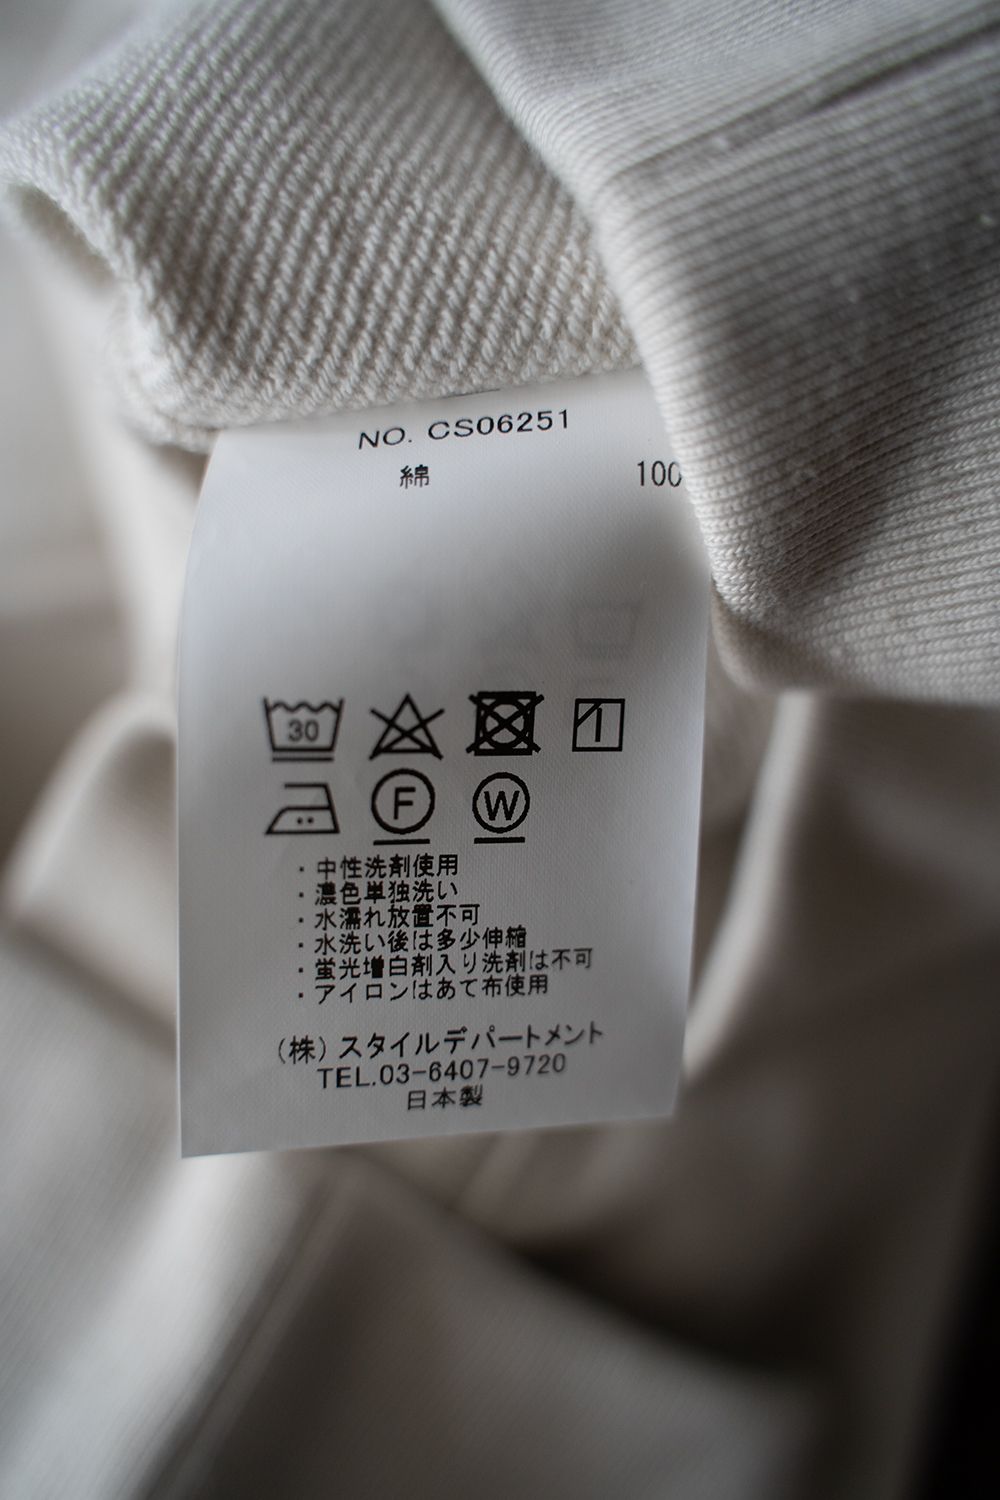 NO. CS06251
綿 100
30
F W
・中性洗剤使用
・濃色単独洗い
・水濡れ放置不可
・水洗い後は多少伸縮
・蛍光増白剤入り洗剤は不可
・アイロンはあて布使用
(株)スタイルデパートメント
TEL.03-6407-9720
日本製